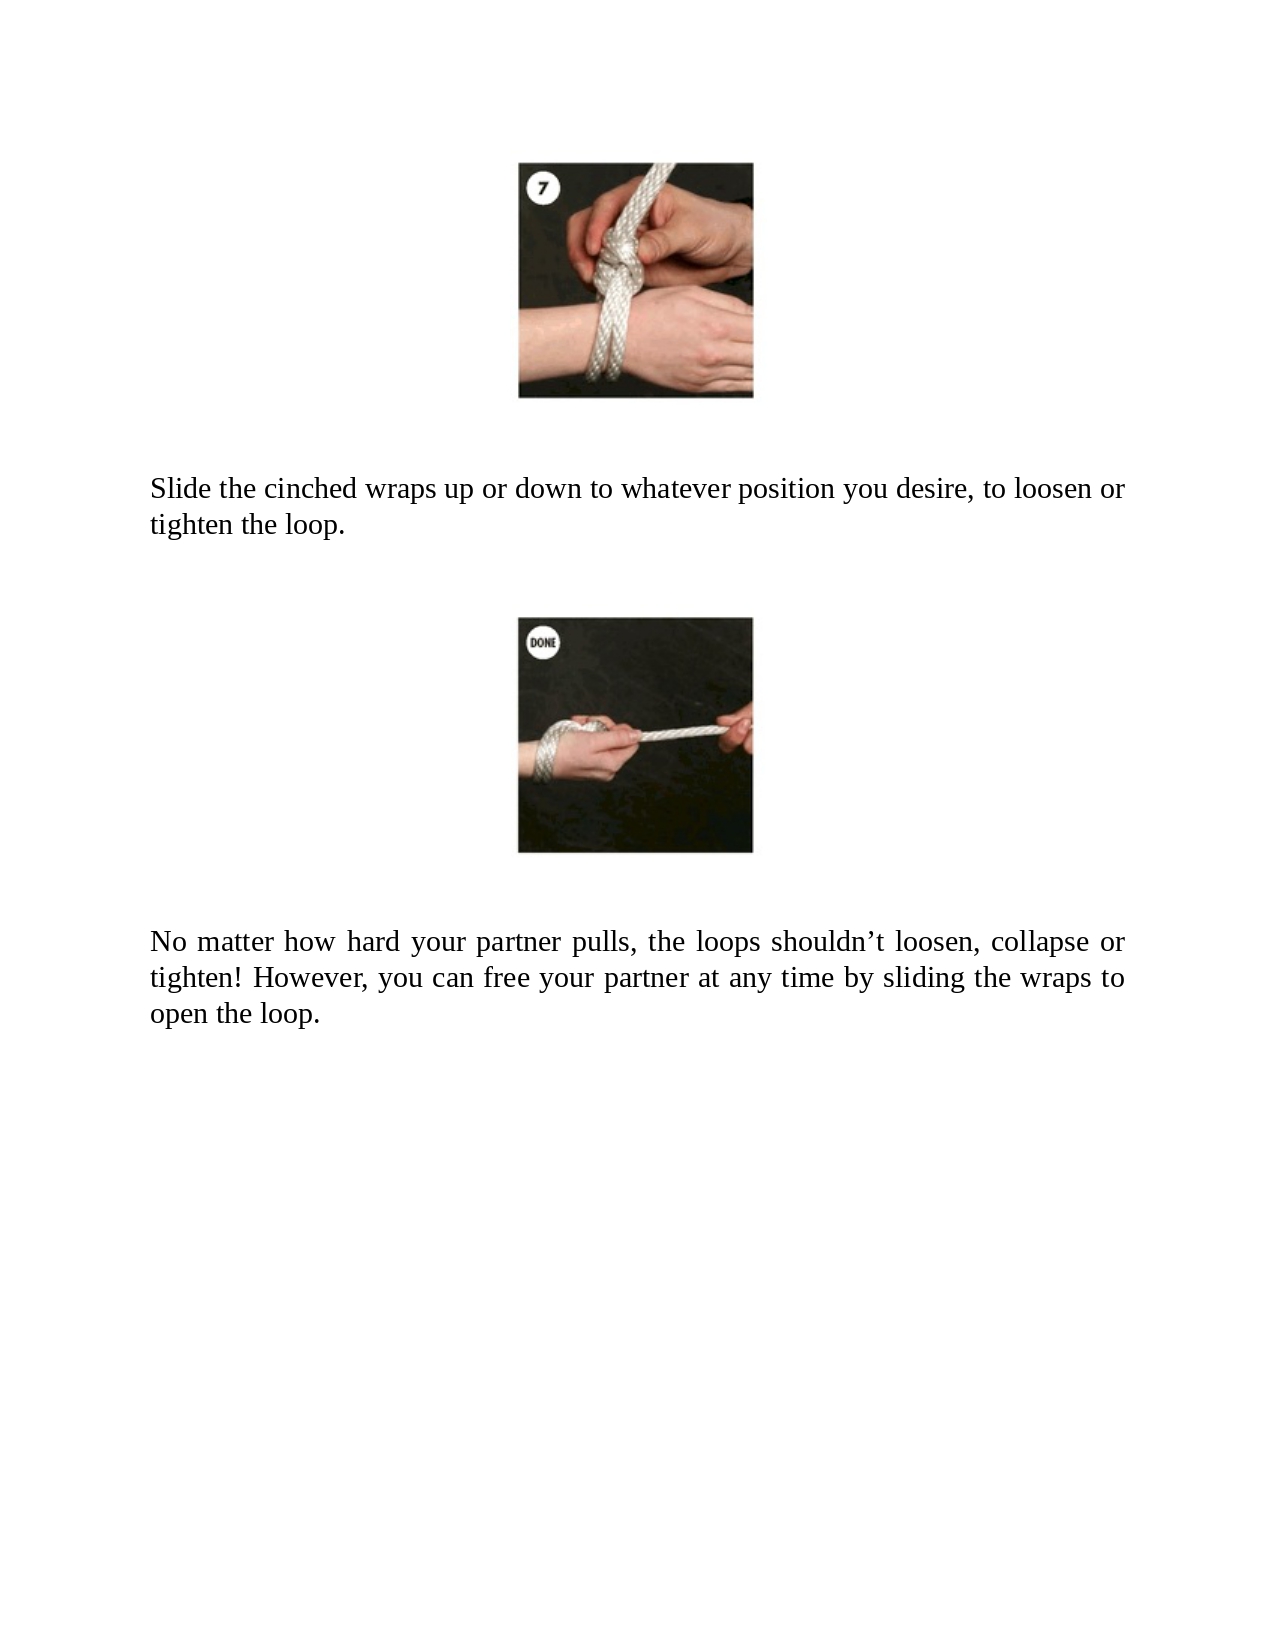 7
Slide the cinched wraps up or down to whatever position you desire, to loosen or
tighten the loop.
DONE
No matter how hard your partner pulls, the loops shouldn’t loosen, collapse or
tighten! However, you can free your partner at any time by sliding the wraps to
open the loop.